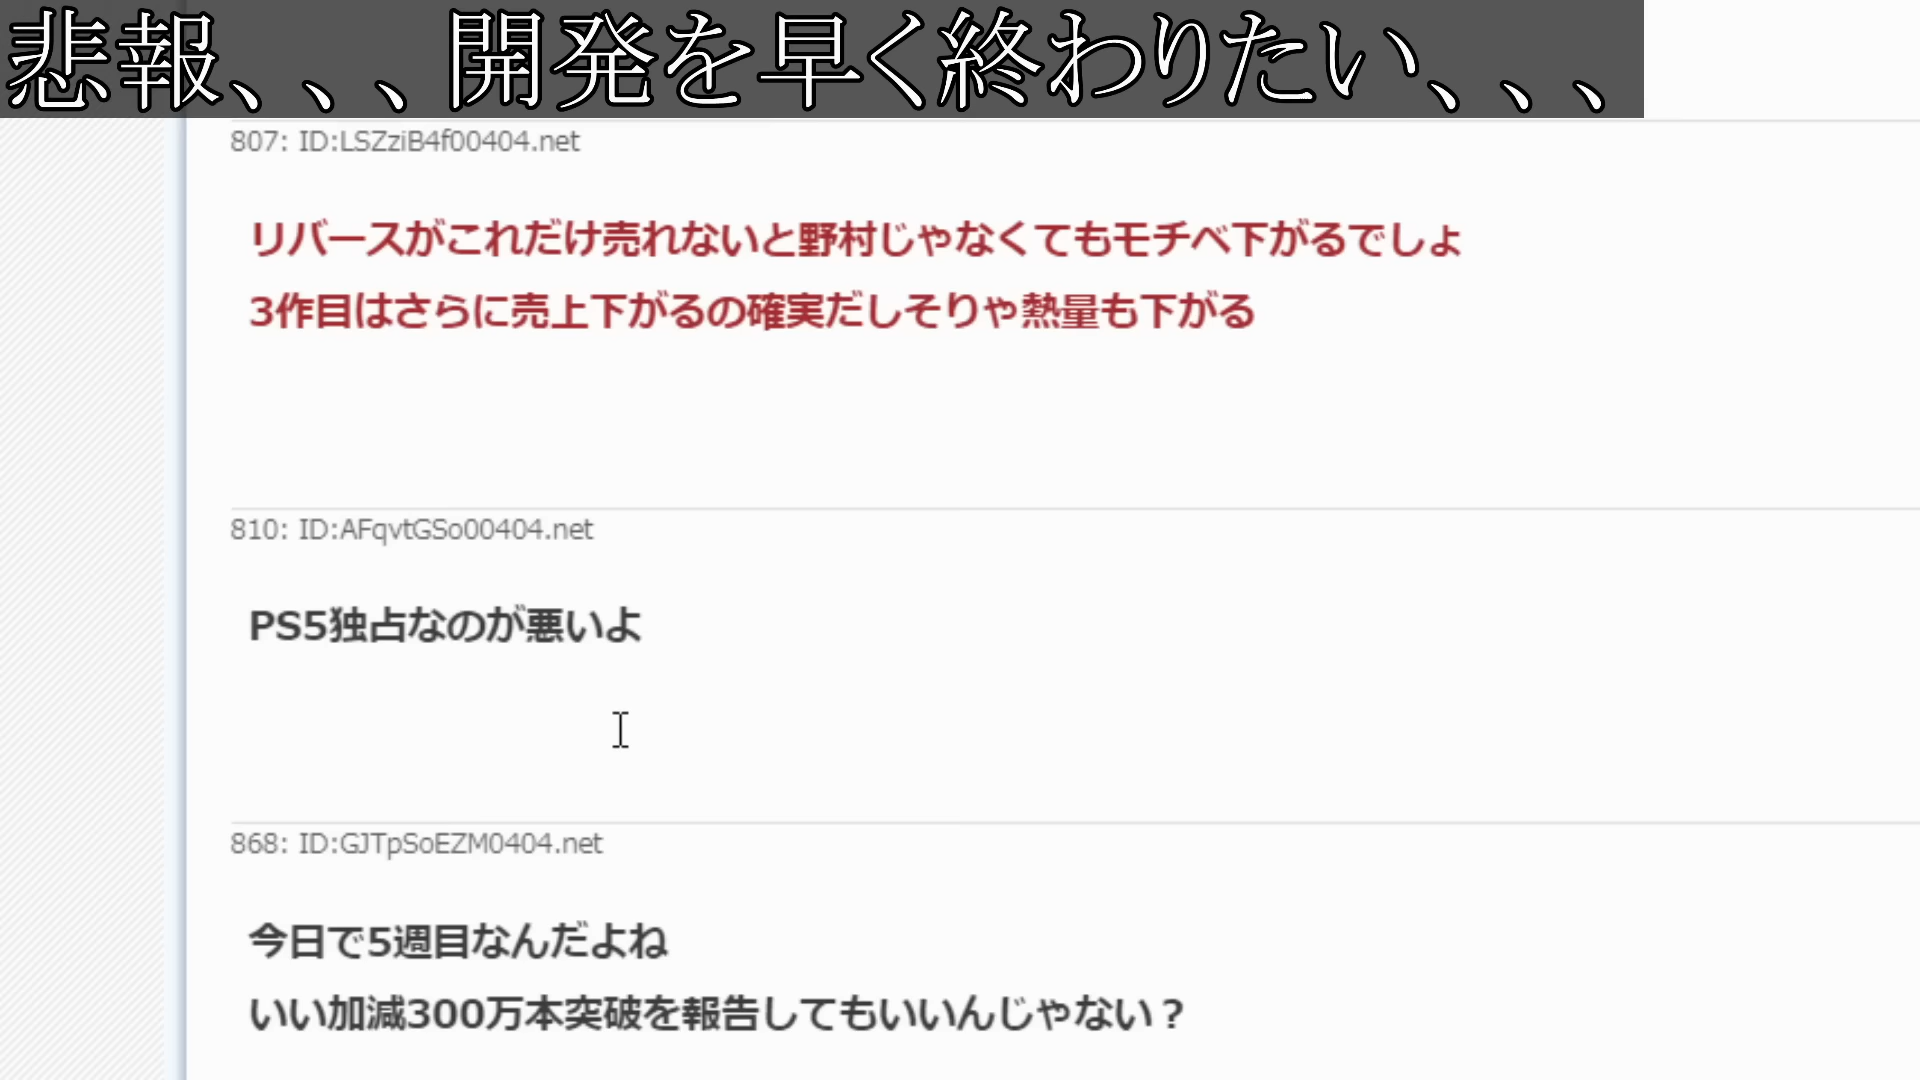 悲報、、、開発を早く終わりたい、、、
807: ID:LSZziB4f00404.net
リバースがこれだけ売れないと野村じゃなくてもモチベ下がるでしょ
3作目はさらに売上下がるの確実だしそりゃ熱量も下がる
810: ID:AFqvtGSo00404.net
PS5独占なのが悪いよ
868: ID:GJTpSoEZM0404.net
今日で5週目なんだよね
いい加減300万本突破を報告してもいいんじゃない？